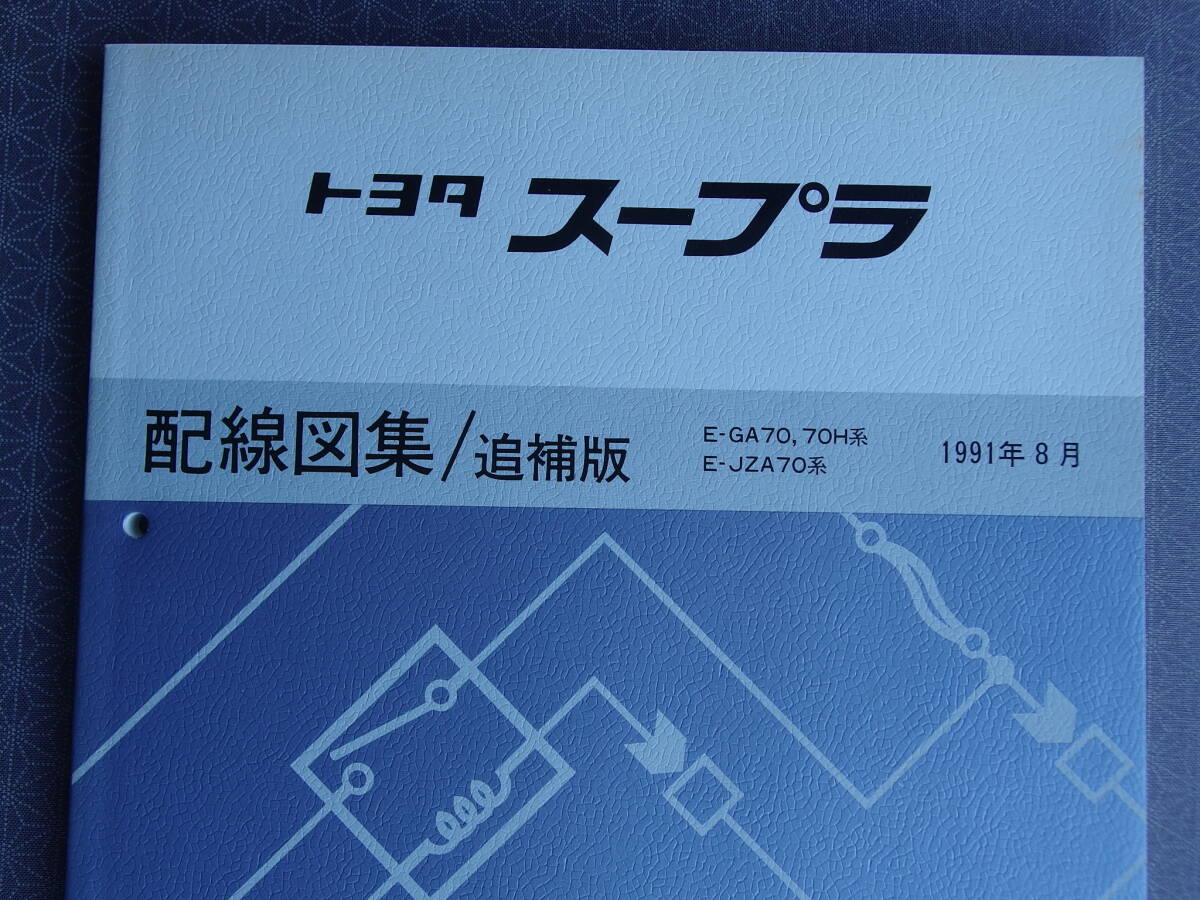 トヨタ スープラ
配線図集/追補版
E-GA70,70H系
E-JZA70系
1991年8月